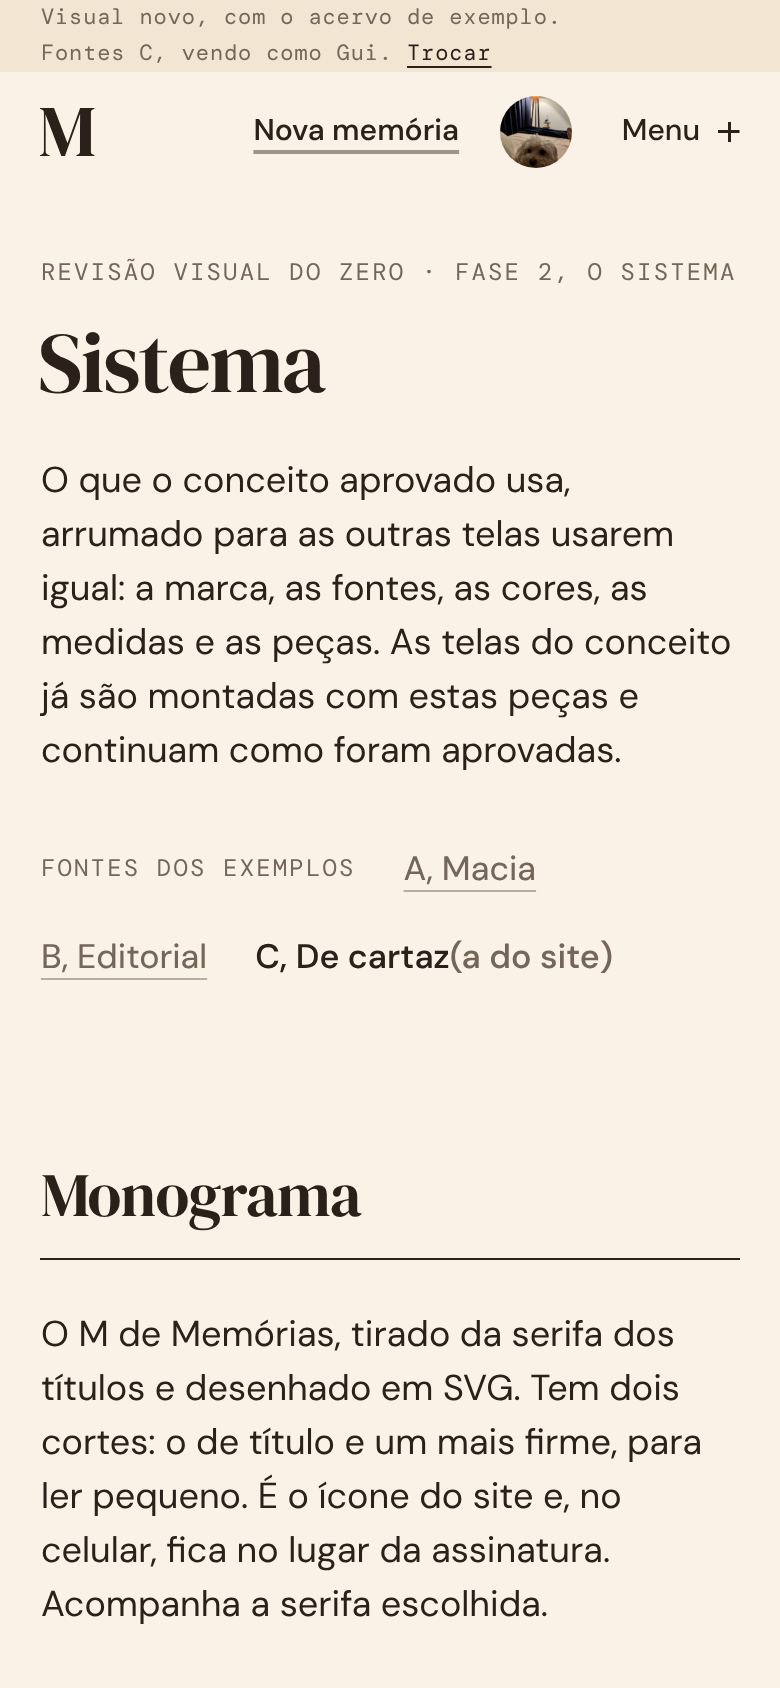 Visual novo, com o acervo de exemplo.
Fontes C, vendo como Gui. Trocar
M
Nova memória
Menu +
REVISÃO VISUAL DO ZERO · FASE 2, O SISTEMA
Sistema
O que o conceito aprovado usa,
arrumado para as outras telas usarem
igual: a marca, as fontes, as cores, as
medidas e as peças. As telas do conceito
já são montadas com estas peças e
continuam como foram aprovadas.
FONTES DOS EXEMPLOS A, Macia
B, Editorial C, De cartaz(a do site)
Monograma
O M de Memórias, tirado da serifa dos
títulos e desenhado em SVG. Tem dois
cortes: o de título e um mais firme, para
ler pequeno. É o ícone do site e, no
celular, fica no lugar da assinatura.
Acompanha a serifa escolhida.